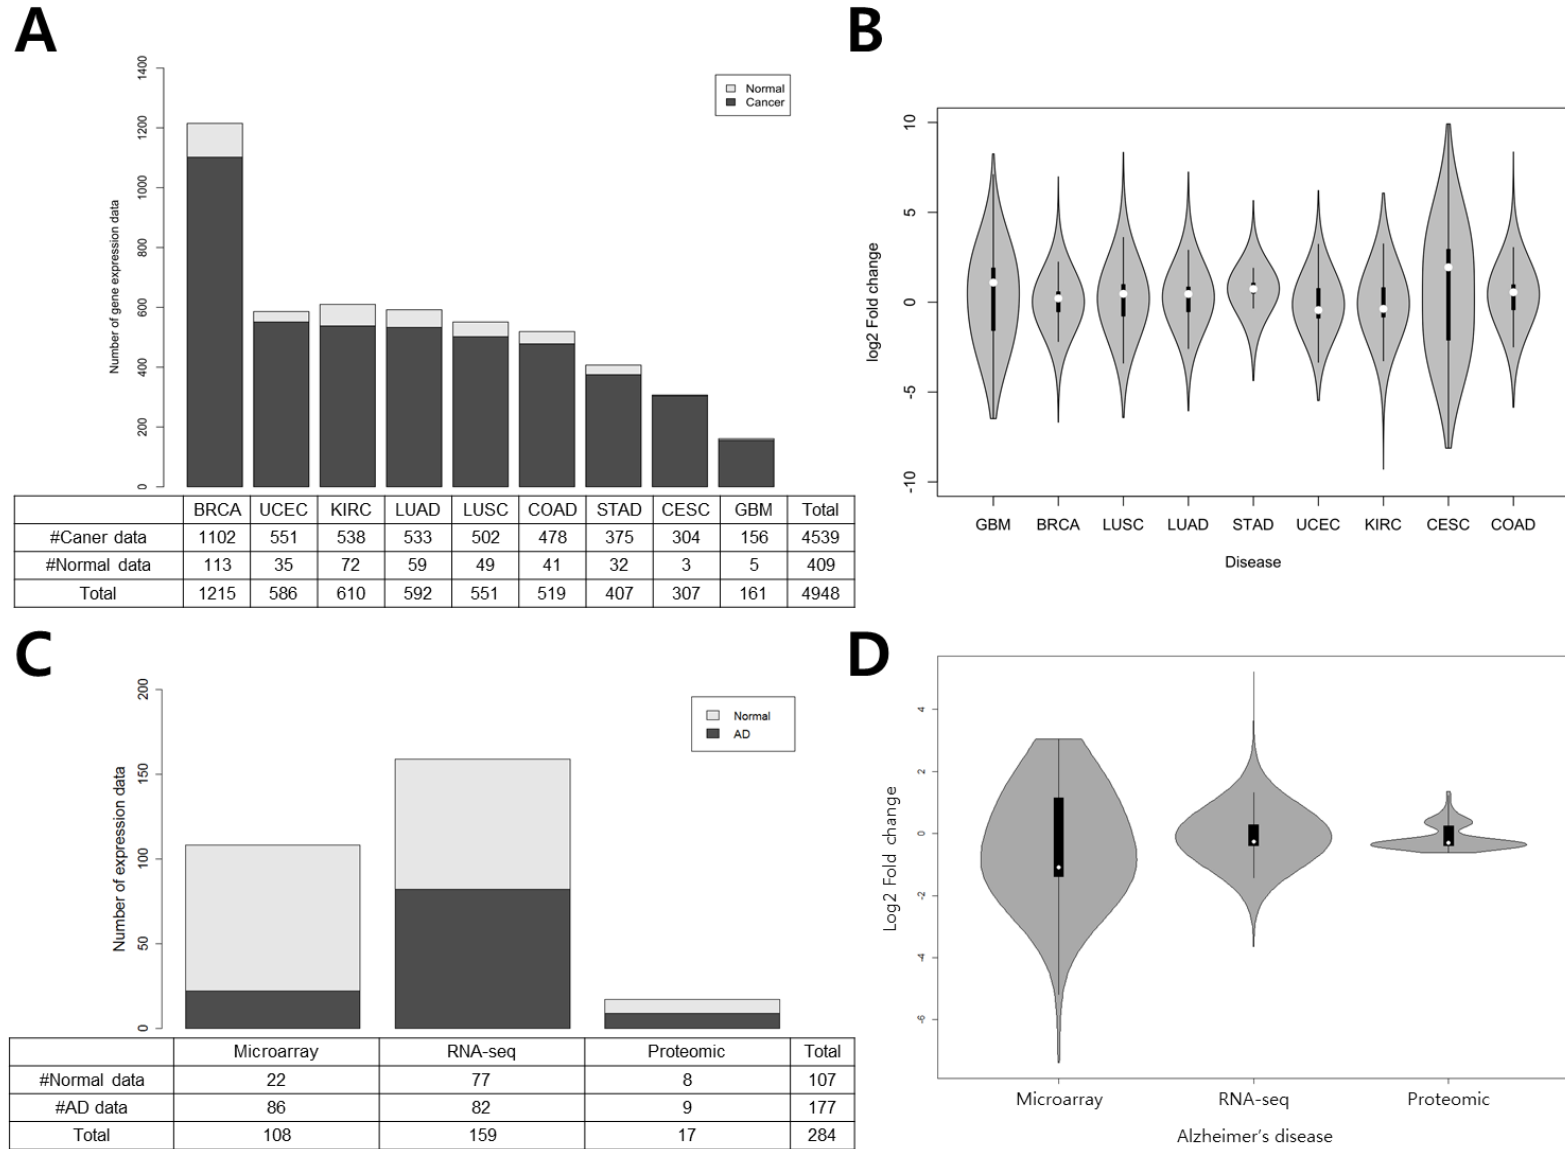 A
Number of gene expression data
1400
1200
1000
800
600
400
200
0
Normal
Cancer
BRCA UCEC KIRC LUAD LUSC COAD STAD CESC GBM Total
#Caner data 1102 551 538 533 502 478 375 304 156 4539
#Normal data 113 35 72 59 49 41 32 3 5 409
Total 1215 586 610 592 551 519 407 307 161 4948
B
log2 Fold change
10
5
0
-5
-10
GBM BRCA LUSC LUAD STAD UCEC KIRC CESC COAD
Disease
C
Number of expression data
200
150
100
50
0
Normal
AD
Microarray RNA-seq Proteomic Total
#Normal data 22 77 8 107
#AD data 86 82 9 177
Total 108 159 17 284
D
Log2 Fold change
4
2
0
-2
-4
-6
Microarray RNA-seq Proteomic
Alzheimer's disease